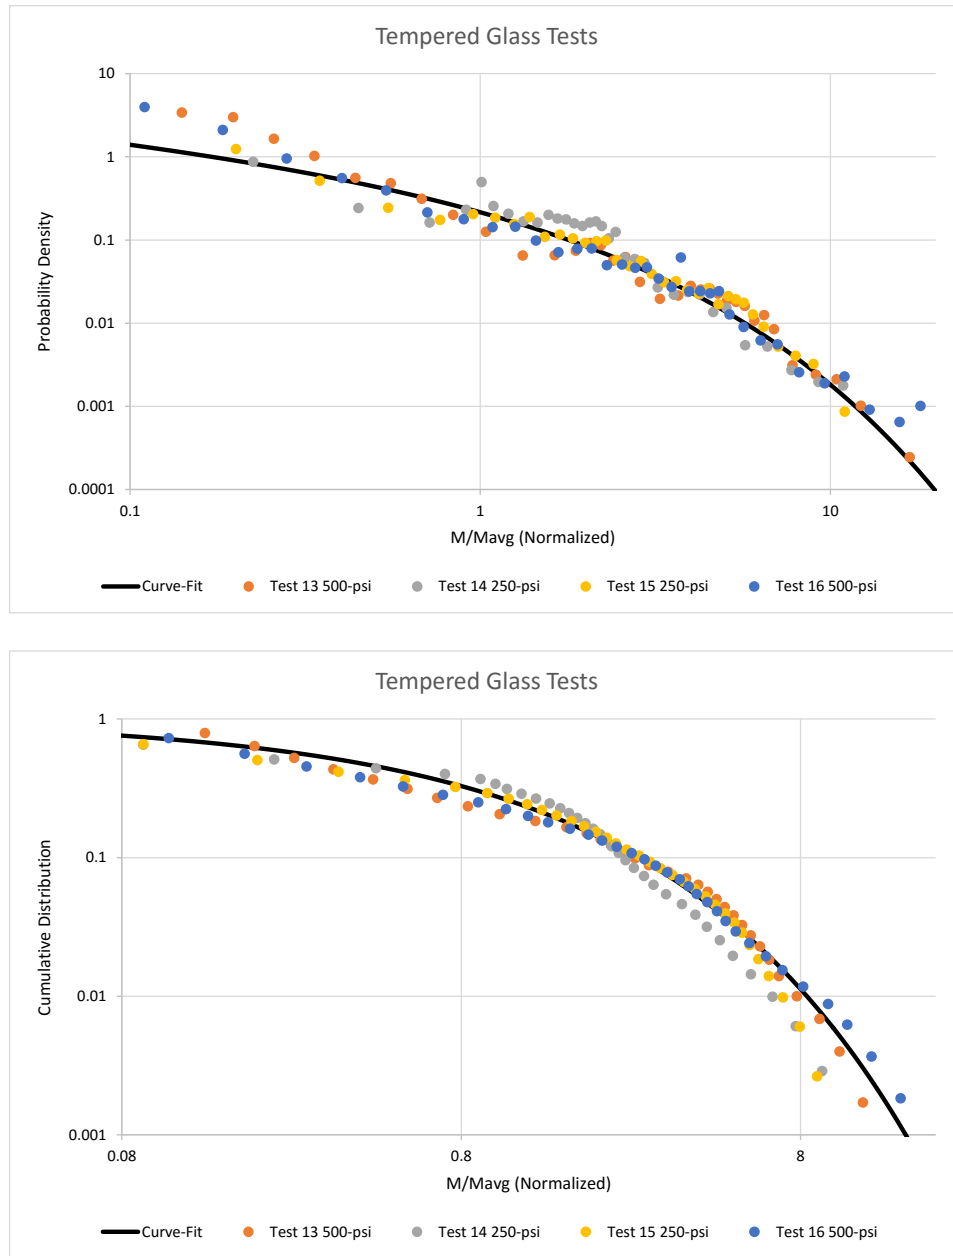 Tempered Glass Tests
10
1
0.1
0.01
0.001
0.0001
Probability Density
0.1 1 10
M/Mavg (Normalized)
Curve-Fit Test 13 500-psi Test 14 250-psi Test 15 250-psi Test 16 500-psi
Tempered Glass Tests
1
0.1
0.01
0.001
Cumulative Distribution
0.08 0.8 8
M/Mavg (Normalized)
Curve-Fit Test 13 500-psi Test 14 250-psi Test 15 250-psi Test 16 500-psi